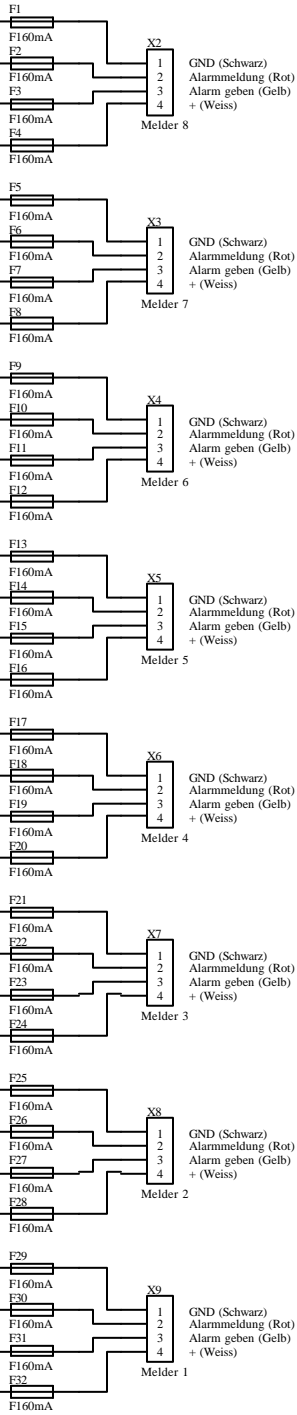 F1
F160mA
F2
F160mA
F3
F160mA
F4
F160mA
X2
1 GND (Schwarz)
2 Alarmmeldung (Rot)
3 Alarm geben (Gelb)
4 + (Weiss)
Melder 8
F5
F160mA
F6
F160mA
F7
F160mA
F8
F160mA
X3
1 GND (Schwarz)
2 Alarmmeldung (Rot)
3 Alarm geben (Gelb)
4 + (Weiss)
Melder 7
F9
F160mA
F10
F160mA
F11
F160mA
F12
F160mA
X4
1 GND (Schwarz)
2 Alarmmeldung (Rot)
3 Alarm geben (Gelb)
4 + (Weiss)
Melder 6
F13
F160mA
F14
F160mA
F15
F160mA
F16
F160mA
X5
1 GND (Schwarz)
2 Alarmmeldung (Rot)
3 Alarm geben (Gelb)
4 + (Weiss)
Melder 5
F17
F160mA
F18
F160mA
F19
F160mA
F20
F160mA
X6
1 GND (Schwarz)
2 Alarmmeldung (Rot)
3 Alarm geben (Gelb)
4 + (Weiss)
Melder 4
F21
F160mA
F22
F160mA
F23
F160mA
F24
F160mA
X7
1 GND (Schwarz)
2 Alarmmeldung (Rot)
3 Alarm geben (Gelb)
4 + (Weiss)
Melder 3
F25
F160mA
F26
F160mA
F27
F160mA
F28
F160mA
X8
1 GND (Schwarz)
2 Alarmmeldung (Rot)
3 Alarm geben (Gelb)
4 + (Weiss)
Melder 2
F29
F160mA
F30
F160mA
F31
F160mA
F32
F160mA
X9
1 GND (Schwarz)
2 Alarmmeldung (Rot)
3 Alarm geben (Gelb)
4 + (Weiss)
Melder 1